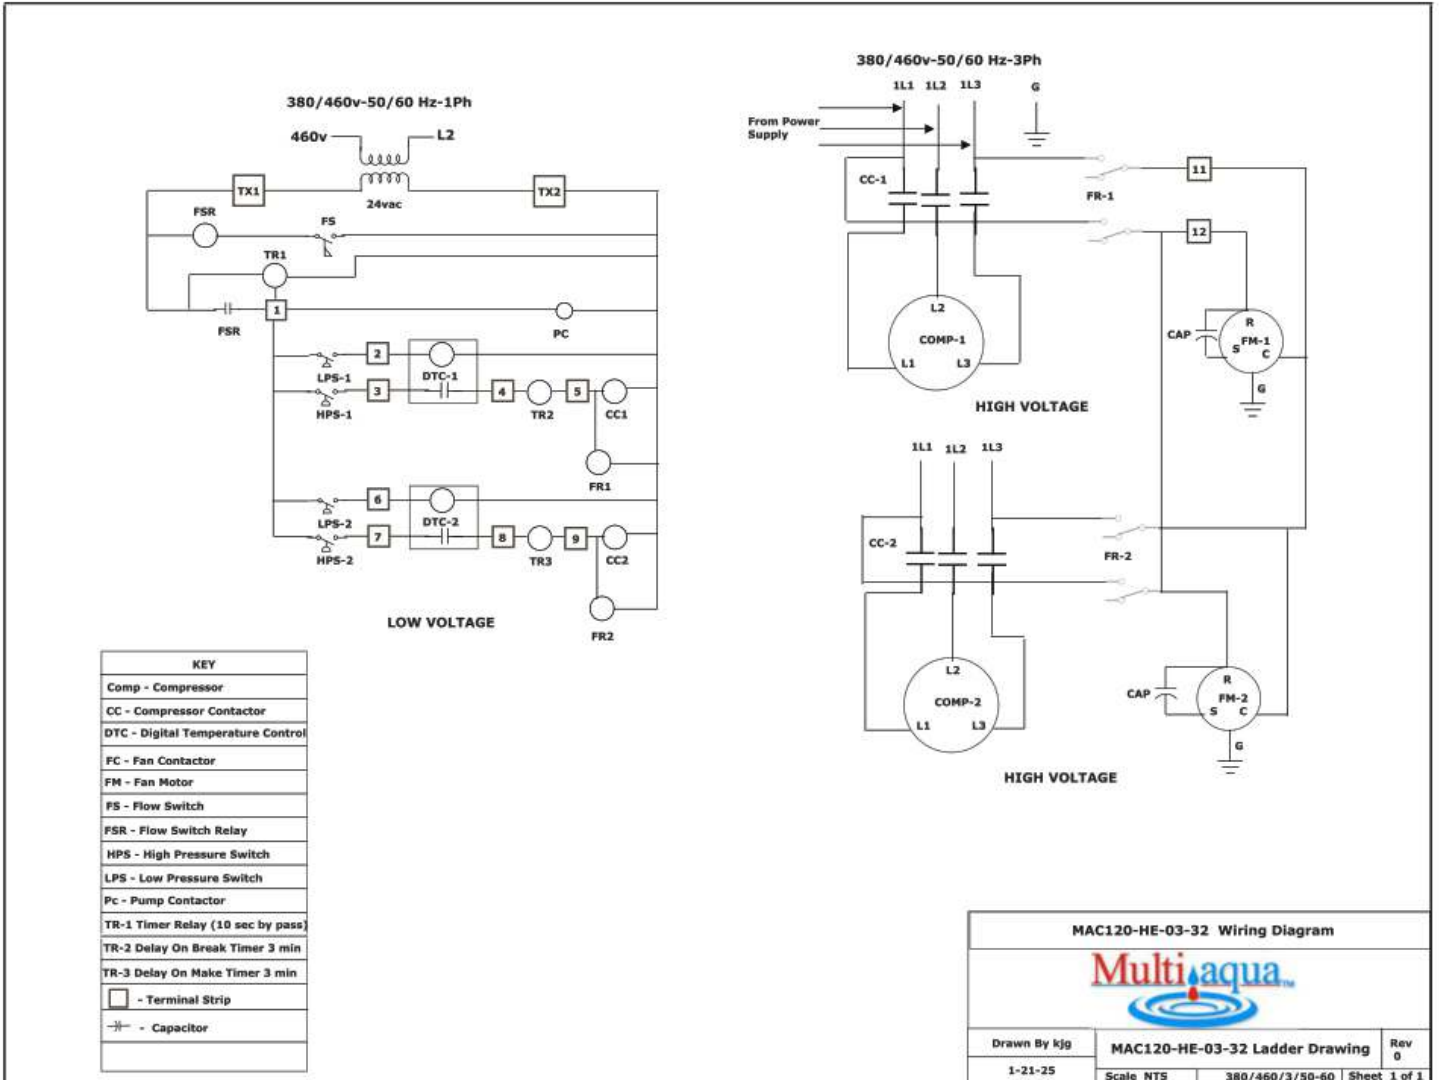 380/460v-50/60 Hz-1Ph
460v
L2
TX1
TX2
24vac
FSR
FS
TR1
FSR
1
PC
LPS-1
2
DTC-1
HPS-1
3
4
TR2
5
CC1
FR1
LPS-2
6
DTC-2
HPS-2
7
8
TR3
9
CC2
FR2
LOW VOLTAGE
380/460v-50/60 Hz-3Ph
1L1 1L2 1L3
G
From Power
Supply
CC-1
FR-1
11
12
L2
COMP-1
L1
L3
CAP
R
FM-1
S
C
G
HIGH VOLTAGE
1L1 1L2 1L3
CC-2
FR-2
L2
COMP-2
L1
L3
CAP
R
FM-2
S
C
G
HIGH VOLTAGE
KEY
Comp - Compressor
CC - Compressor Contactor
DTC - Digital Temperature Control
FC - Fan Contactor
FM - Fan Motor
FS - Flow Switch
FSR - Flow Switch Relay
HPS - High Pressure Switch
LPS - Low Pressure Switch
Pc - Pump Contactor
TR-1 Timer Relay (10 sec by pass)
TR-2 Delay On Break Timer 3 min
TR-3 Delay On Make Timer 3 min
- Terminal Strip
- Capacitor
MAC120-HE-03-32 Wiring Diagram
Multiaqua™
Drawn By kjg
1-21-25
MAC120-HE-03-32 Ladder Drawing
Rev
0
Scale NTS
380/460/3/50-60
Sheet 1 of 1